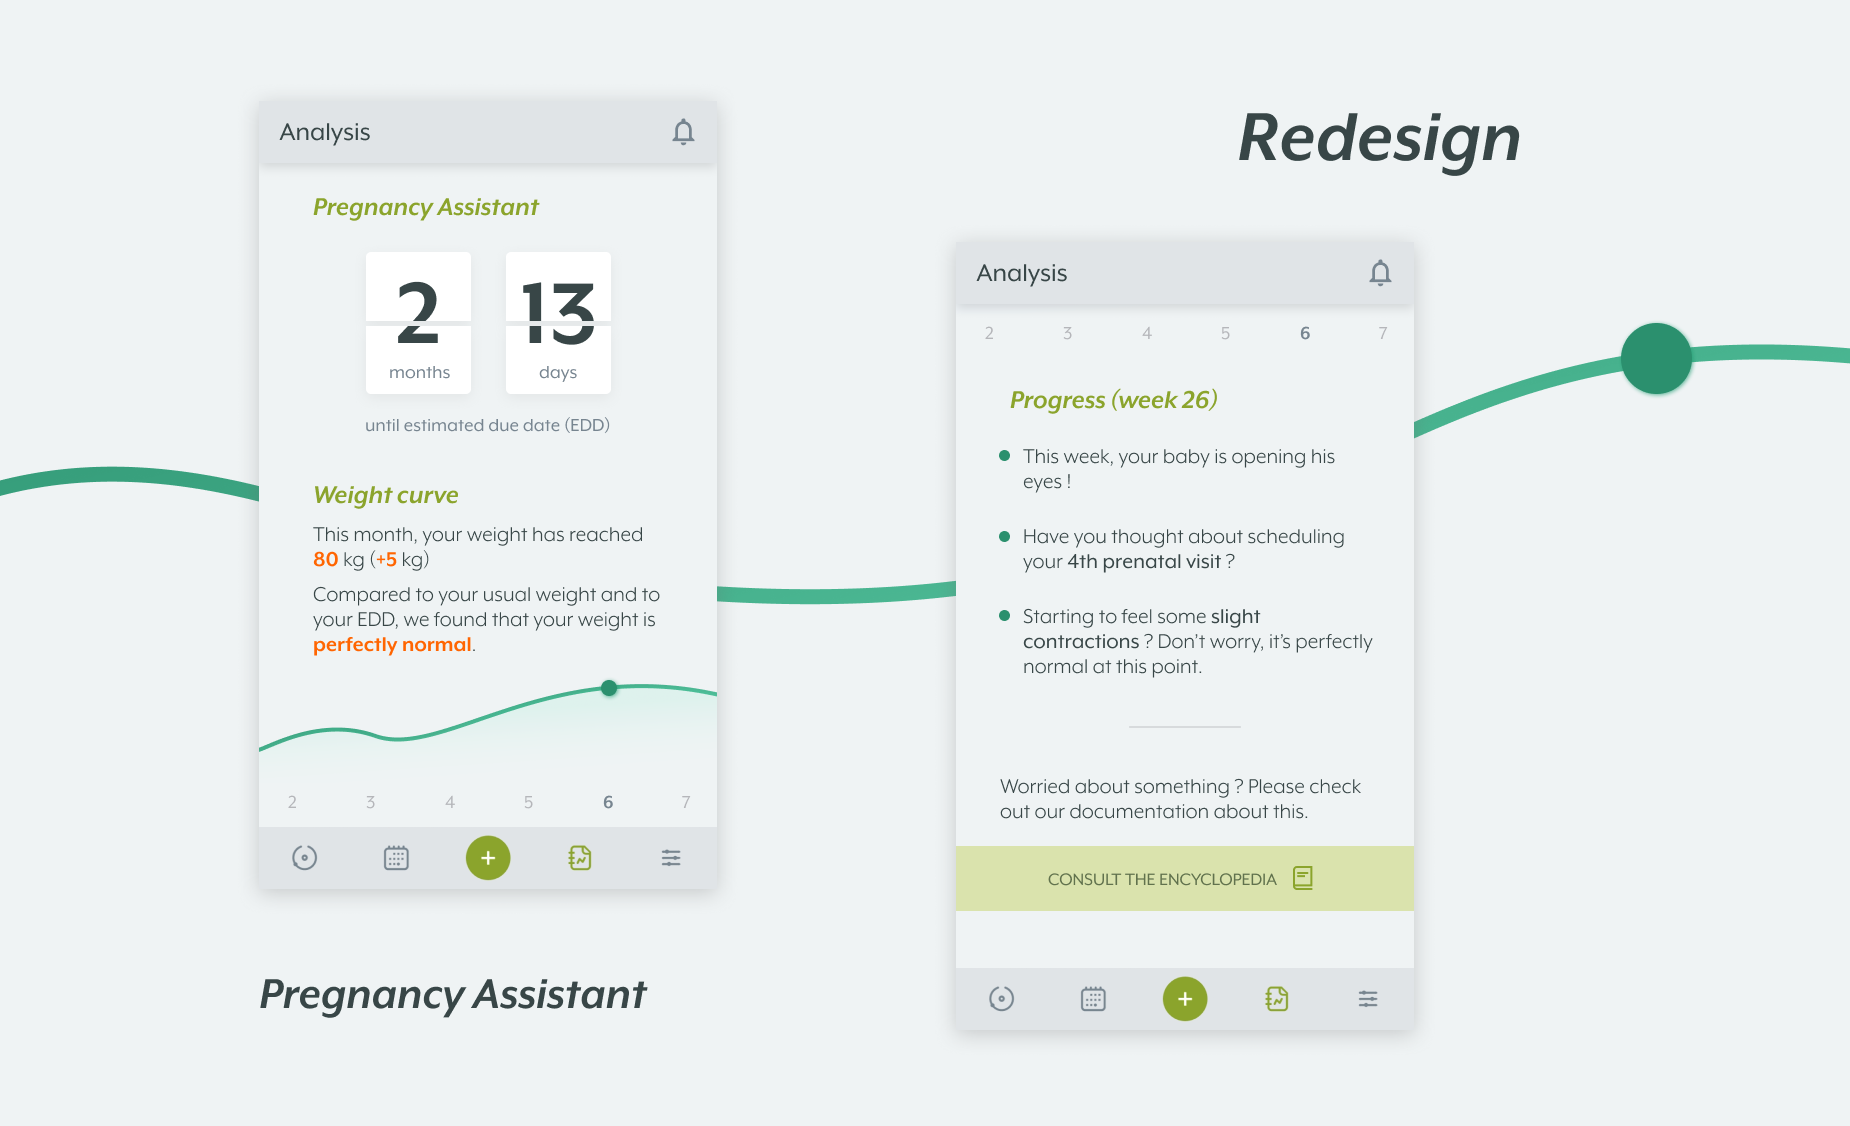 Analysis
Pregnancy Assistant
2 13
months days
until estimated due date (EDD)
Weight curve
This month, your weight has reached
80 kg (+5 kg)
Compared to your usual weight and to
your EDD, we found that your weight is
perfectly normal.
2 3 4 5 6 7
Pregnancy Assistant
Redesign
Analysis
2 3 4 5 6 7
Progress (week 26)
This week, your baby is opening his
eyes !
Have you thought about scheduling
your 4th prenatal visit ?
Starting to feel some slight
contractions ? Don't worry, it's perfectly
normal at this point.
Worried about something ? Please check
out our documentation about this.
CONSULT THE ENCYCLOPEDIA